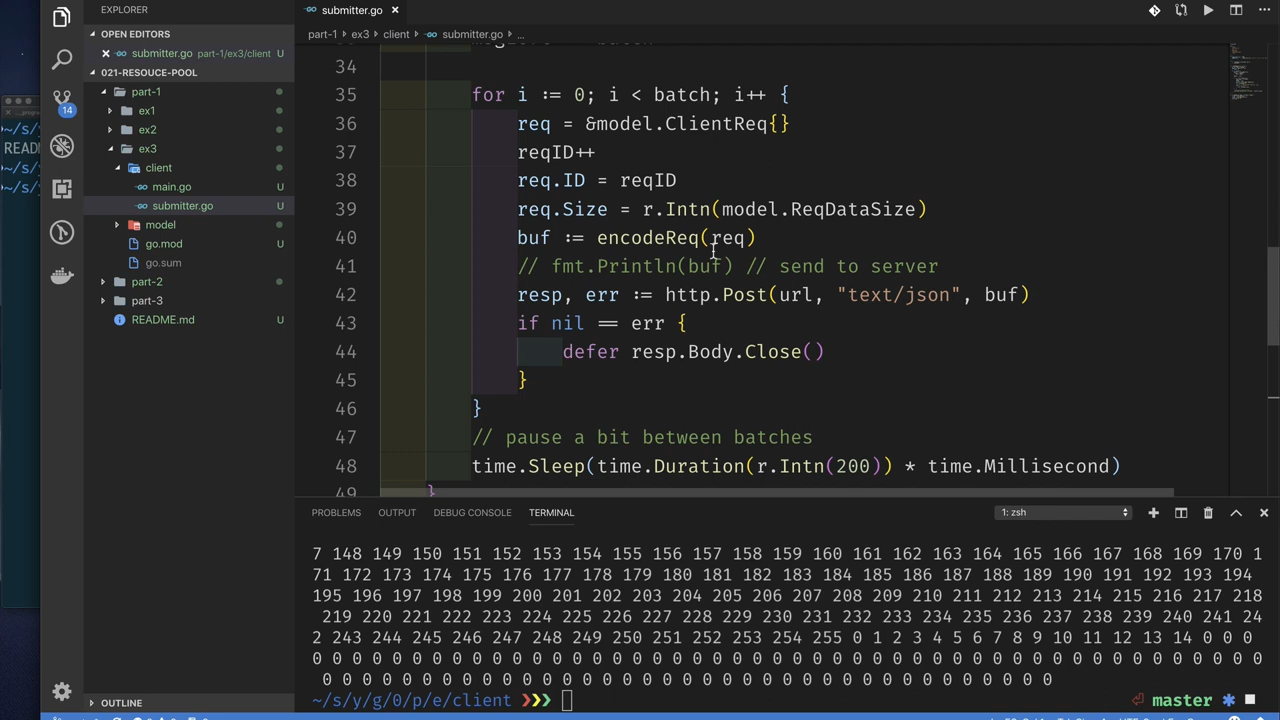 EXPLORER
OPEN EDITORS
submitter.go part-1/ex3/client U
021-RESOUCE-POOL
part-1
ex1
ex2
ex3
client
main.go U
submitter.go U
model
go.mod U
go.sum
part-2
part-3
README.md U
OUTLINE
14
submitter.go
part-1 › ex3 › client › submitter.go › ...
34
35 for i := 0; i < batch; i++ {
36 req = &model.ClientReq{}
37 reqID++
38 req.ID = reqID
39 req.Size = r.Intn(model.ReqDataSize)
40 buf := encodeReq(req)
41 // fmt.Println(buf) // send to server
42 resp, err := http.Post(url, "text/json", buf)
43 if nil == err {
44 defer resp.Body.Close()
45 }
46 }
47 // pause a bit between batches
48 time.Sleep(time.Duration(r.Intn(200)) * time.Millisecond)
49 }
PROBLEMS OUTPUT DEBUG CONSOLE TERMINAL
1: zsh
7 148 149 150 151 152 153 154 155 156 157 158 159 160 161 162 163 164 165 166 167 168 169 170 1
71 172 173 174 175 176 177 178 179 180 181 182 183 184 185 186 187 188 189 190 191 192 193 194
195 196 197 198 199 200 201 202 203 204 205 206 207 208 209 210 211 212 213 214 215 216 217 218
219 220 221 222 223 224 225 226 227 228 229 230 231 232 233 234 235 236 237 238 239 240 241 24
2 243 244 245 246 247 248 249 250 251 252 253 254 255 0 1 2 3 4 5 6 7 8 9 10 11 12 13 14 0 0 0
0 0 0 0 0 0 0 0 0 0 0 0 0 0 0 0 0 0 0 0 0 0 0 0 0 0 0 0 0 0 0 0 0 0 0 0 0 0 0 0 0 0 0 0 0 0 0
0 0 0 0 0 0 0 0 0 0 0 0 0 0 0 0 0 0 0 0 0 0 0 0 0 0 0 0 0 0 0 0 0 0 0 0 0
~/s/y/g/0/p/e/client ❯❯❯
master
~/s/y
READM
~/s/y
~/s/y